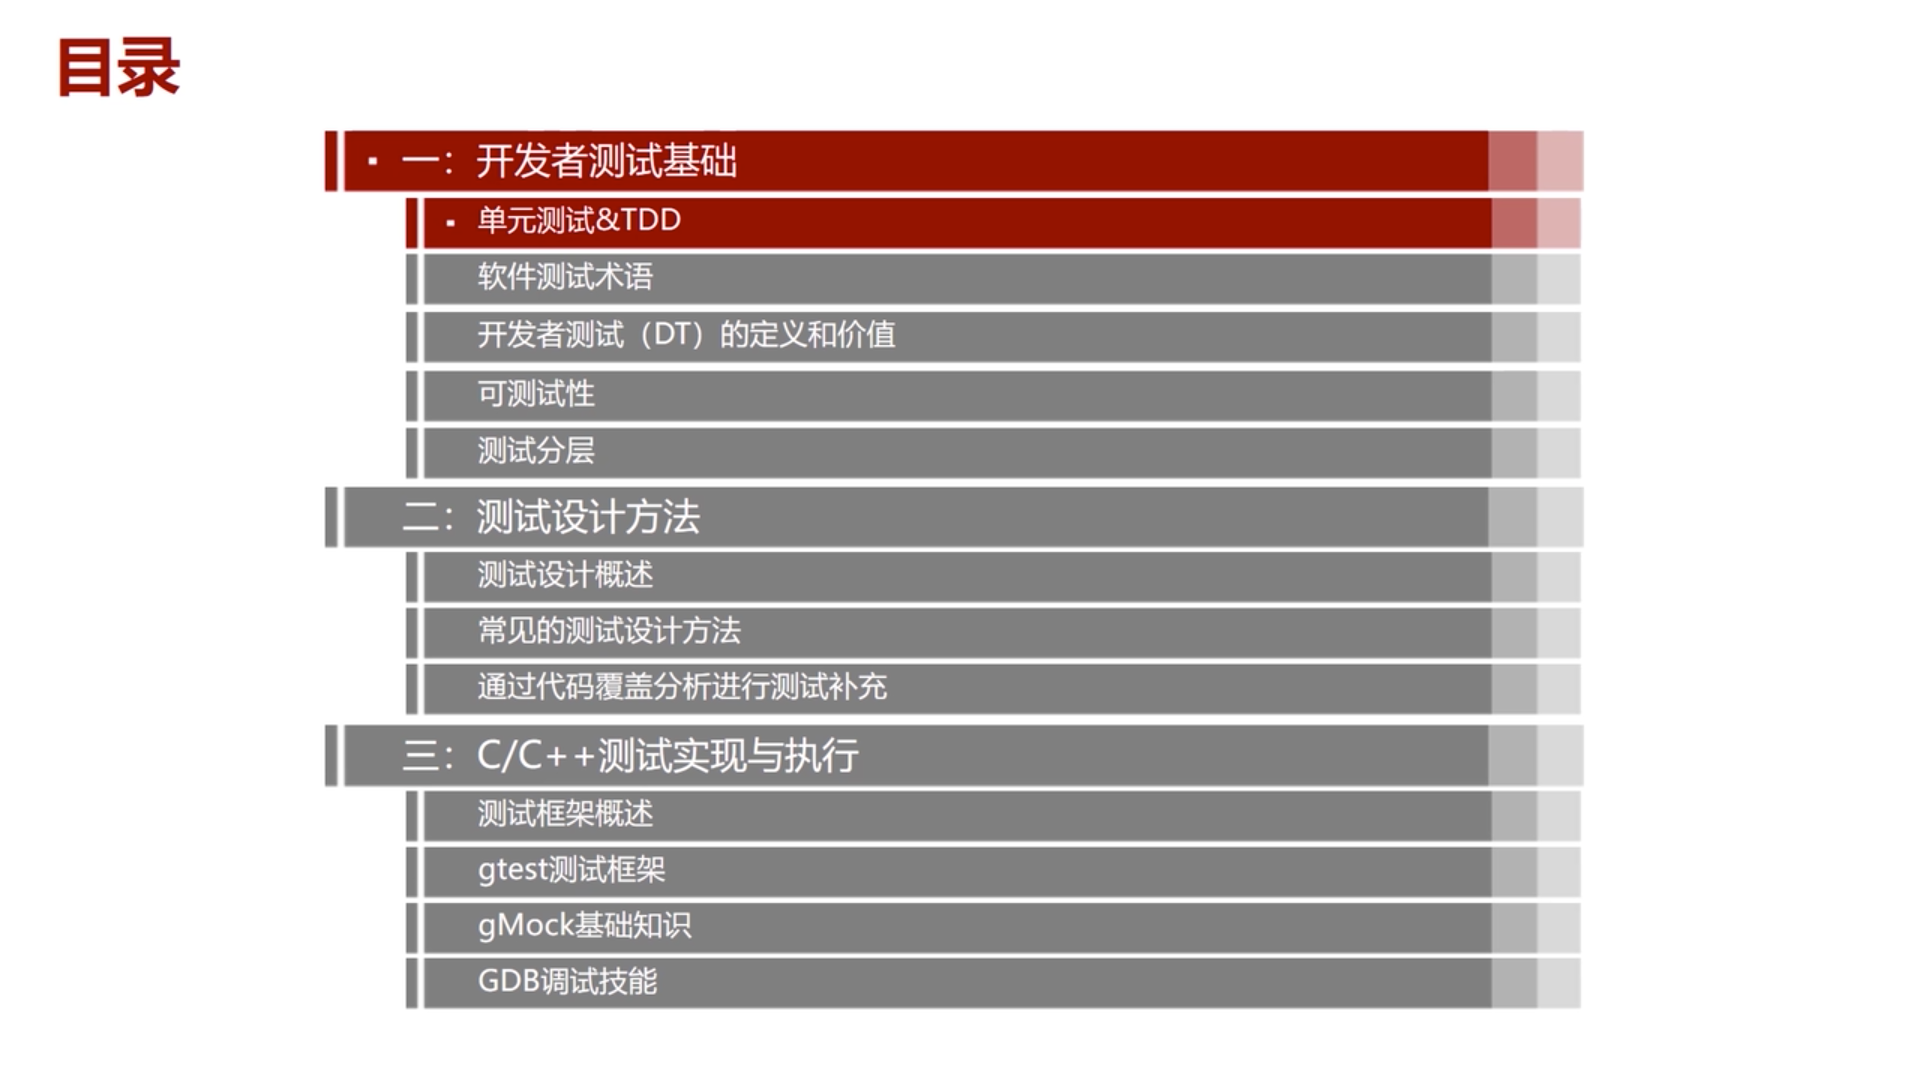 目录
▪ 一：开发者测试基础
▪ 单元测试&TDD
软件测试术语
开发者测试（DT）的定义和价值
可测试性
测试分层
二：测试设计方法
测试设计概述
常见的测试设计方法
通过代码覆盖分析进行测试补充
三：C/C++测试实现与执行
测试框架概述
gtest测试框架
gMock基础知识
GDB调试技能